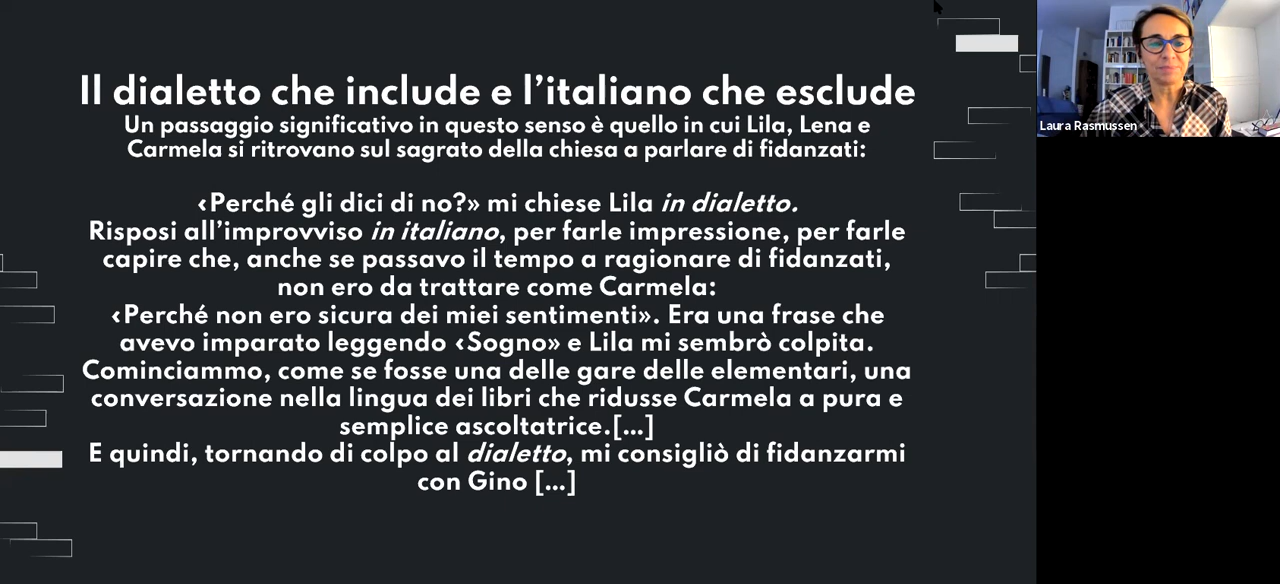 Il dialetto che include e l'italiano che esclude
Un passaggio significativo in questo senso è quello in cui Lila, Lena e
Carmela si ritrovano sul sagrato della chiesa a parlare di fidanzati:
‹Perché gli dici di no?» mi chiese Lila in dialetto.
Risposi all'improvviso in italiano, per farle impressione, per farle
capire che, anche se passavo il tempo a ragionare di fidanzati,
non ero da trattare come Carmela:
‹Perché non ero sicura dei miei sentimenti». Era una frase che
avevo imparato leggendo ‹Sogno» e Lila mi sembrò colpita.
Cominciammo, come se fosse una delle gare delle elementari, una
conversazione nella lingua dei libri che ridusse Carmela a pura e
semplice ascoltatrice.[...]
E quindi, tornando di colpo al dialetto, mi consigliò di fidanzarmi
con Gino [...]
Laura Rasmussen